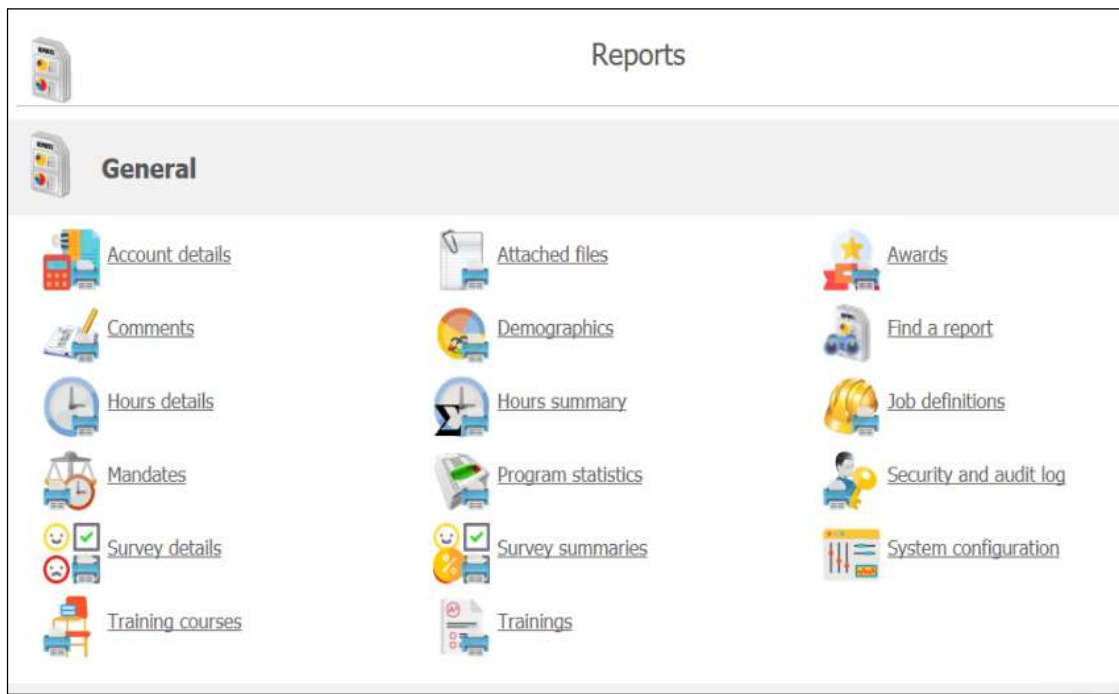 Reports
General
Account details
Attached files
Awards
Comments
Demographics
Find a report
Hours details
Hours summary
Job definitions
Mandates
Program statistics
Security and audit log
Survey details
Survey summaries
System configuration
Training courses
Trainings